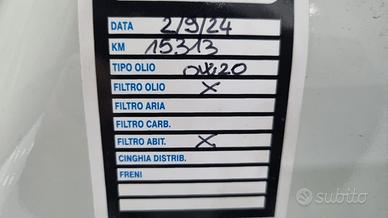 DATA 2/9/24
KM 15313
TIPO OLIO 0W20
FILTRO OLIO X
FILTRO ARIA
FILTRO CARB.
FILTRO ABIT. X
CINGHIA DISTRIB.
FRENI
subito